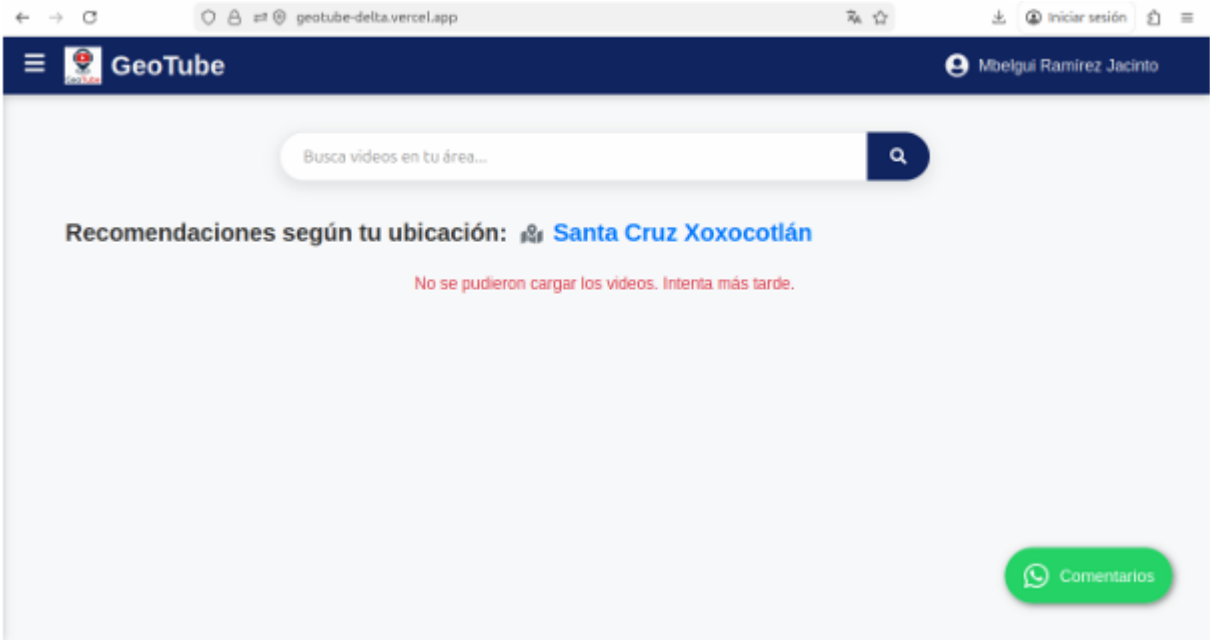 geotube-delta.vercel.app
Iniciar sesión
GeoTube
GeoTube
Mbelgui Ramírez Jacinto
Busca videos en tu área...
Recomendaciones según tu ubicación: Santa Cruz Xoxocotlán
No se pudieron cargar los videos. Intenta más tarde.
Comentarios